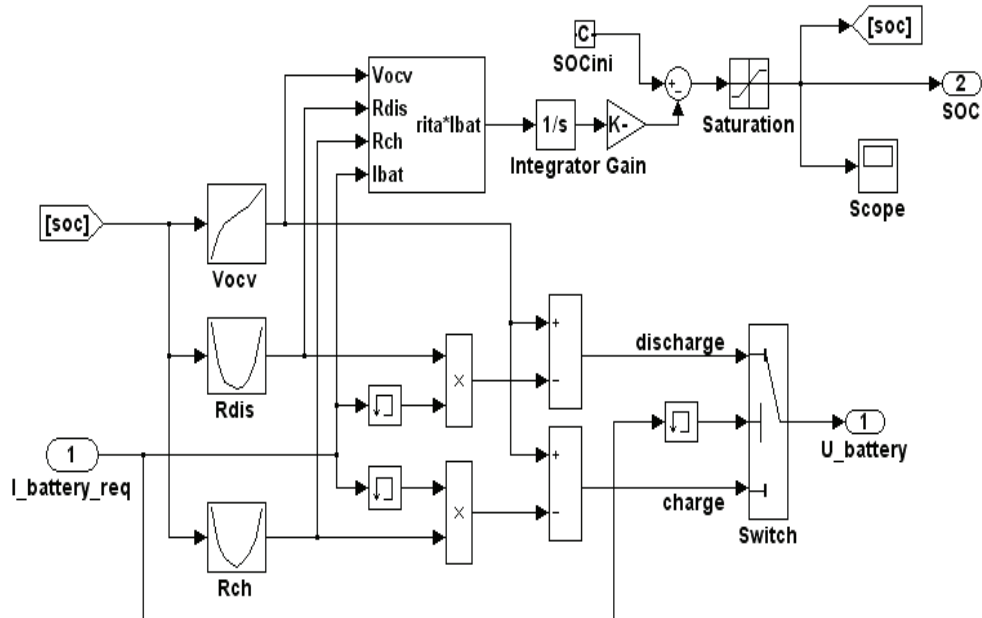 [soc]
C
SOCini
Vocv
Rdis
Rch
Ibat
rita*Ibat
1/s
K-
+
-
Integrator Gain
Saturation
2
SOC
Scope
[soc]
Vocv
+
-
discharge
Rdis
×
1
U_battery
1
I_battery_req
+
-
charge
×
Switch
Rch